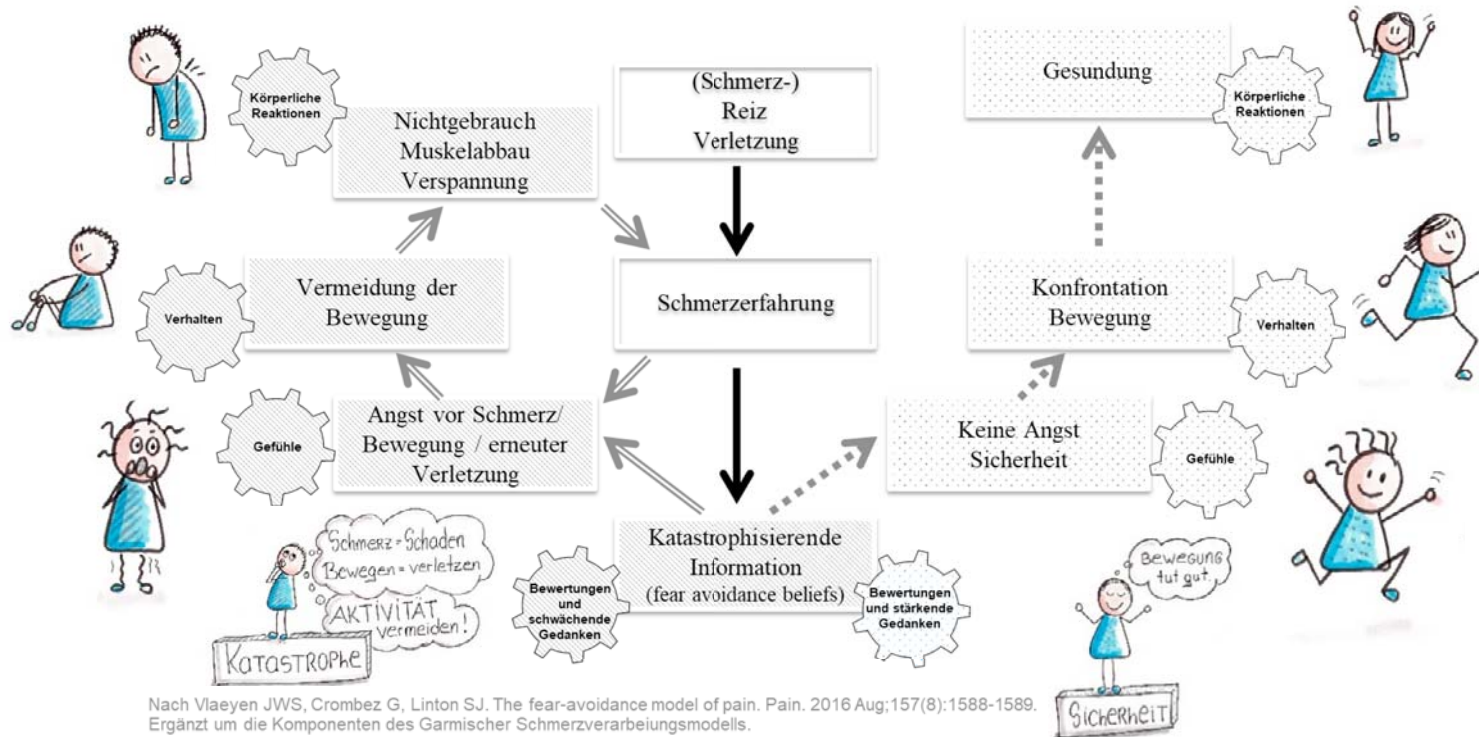 Körperliche
Reaktionen
Nichtgebrauch
Muskelabbau
Verspannung
(Schmerz-)
Reiz
Verletzung
Gesundung
Körperliche
Reaktionen
Verhalten
Vermeidung der
Bewegung
Schmerzerfahrung
Konfrontation
Bewegung
Verhalten
Gefühle
Angst vor Schmerz/
Bewegung / erneuter
Verletzung
Keine Angst
Sicherheit
Gefühle
Schmerz=Schaden
Bewegen=verletzen
AKTIVITÄT
vermeiden!
KATASTROPHE
Bewertungen
und
schwächende
Gedanken
Katastrophisierende
Information
(fear avoidance beliefs)
Bewertungen
und stärkende
Gedanken
BEWEGUNG
tut gut.
SICHERHEIT
Nach Vlaeyen JWS, Crombez G, Linton SJ. The fear-avoidance model of pain. Pain. 2016 Aug;157(8):1588-1589.
Ergänzt um die Komponenten des Garmischer Schmerzverarbeiungsmodells.